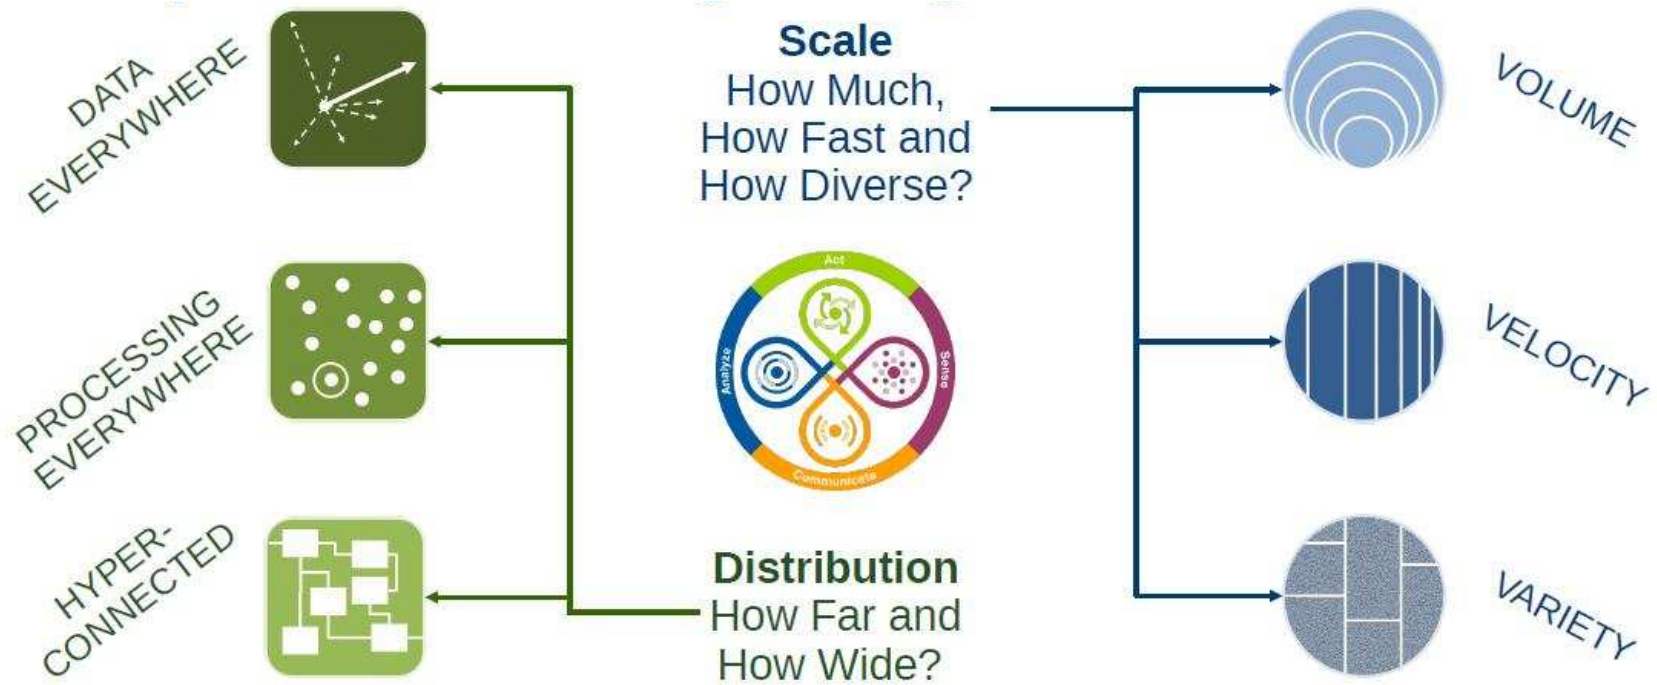 DATA
EVERYWHERE
PROCESSING
EVERYWHERE
HYPER-
CONNECTED
Scale
How Much,
How Fast and
How Diverse?
Act
Analyze
Sense
Communicate
Distribution
How Far and
How Wide?
VOLUME
VELOCITY
VARIETY